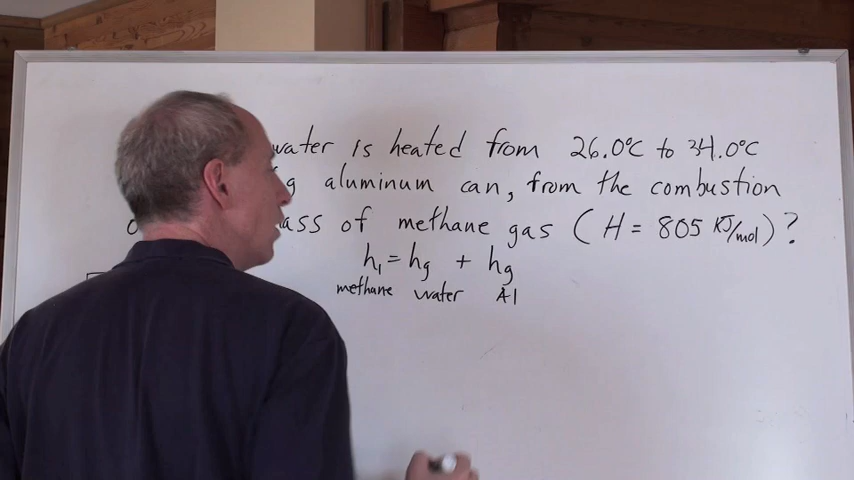 water is heated from 26.0°C to 34.0°C
g aluminum can, from the combustion
ass of methane gas (H = 805 KJ/mol)?
h₁ = hg + hg
methane water Al